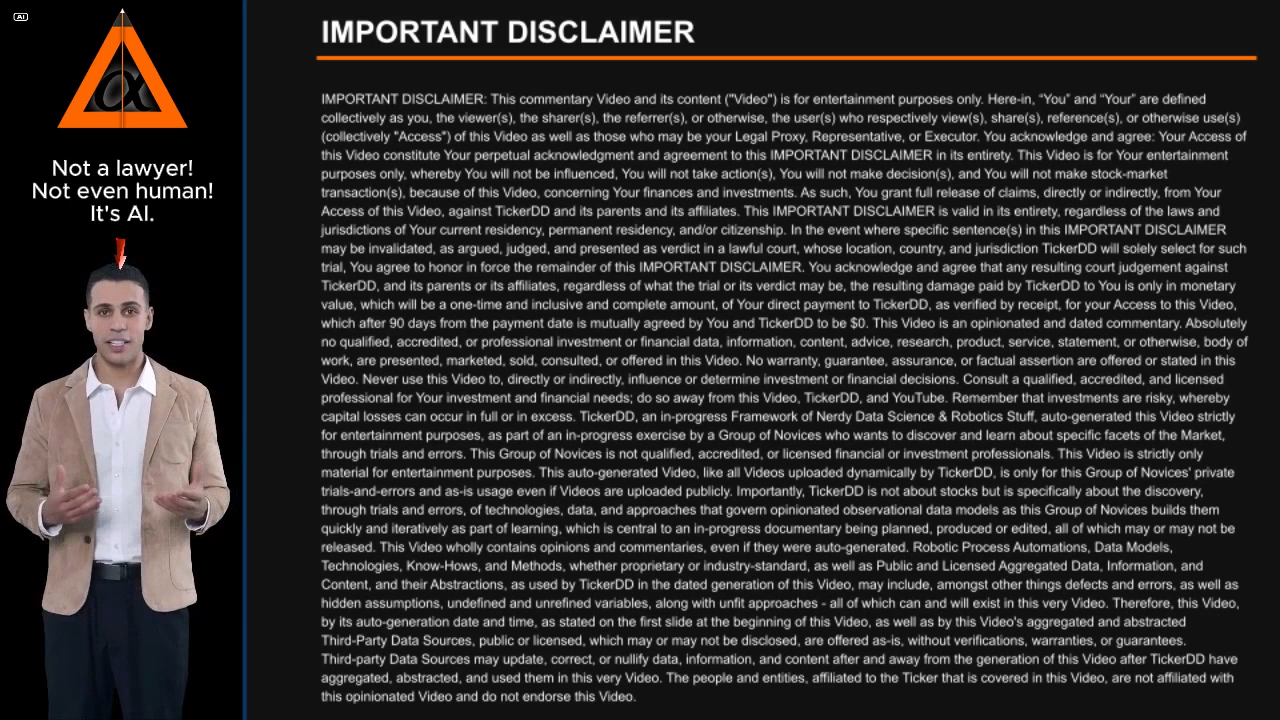 AI
IMPORTANT DISCLAIMER
α
Not a lawyer!
Not even human!
It's AI.
IMPORTANT DISCLAIMER: This commentary Video and its content ("Video") is for entertainment purposes only. Here-in, “You” and “Your” are defined
collectively as you, the viewer(s), the sharer(s), the referrer(s), or otherwise, the user(s) who respectively view(s), share(s), reference(s), or otherwise use(s)
(collectively "Access") of this Video as well as those who may be your Legal Proxy, Representative, or Executor. You acknowledge and agree: Your Access of
this Video constitute Your perpetual acknowledgment and agreement to this IMPORTANT DISCLAIMER in its entirety. This Video is for Your entertainment
purposes only, whereby You will not be influenced, You will not take action(s), You will not make decision(s), and You will not make stock-market
transaction(s), because of this Video, concerning Your finances and investments. As such, You grant full release of claims, directly or indirectly, from Your
Access of this Video, against TickerDD and its parents and its affiliates. This IMPORTANT DISCLAIMER is valid in its entirety, regardless of the laws and
jurisdictions of Your current residency, permanent residency, and/or citizenship. In the event where specific sentence(s) in this IMPORTANT DISCLAIMER
may be invalidated, as argued, judged, and presented as verdict in a lawful court, whose location, country, and jurisdiction TickerDD will solely select for such
trial, You agree to honor in force the remainder of this IMPORTANT DISCLAIMER. You acknowledge and agree that any resulting court judgement against
TickerDD, and its parents or its affiliates, regardless of what the trial or its verdict may be, the resulting damage paid by TickerDD to You is only in monetary
value, which will be a one-time and inclusive and complete amount, of Your direct payment to TickerDD, as verified by receipt, for your Access to this Video,
which after 90 days from the payment date is mutually agreed by You and TickerDD to be $0. This Video is an opinionated and dated commentary. Absolutely
no qualified, accredited, or professional investment or financial data, information, content, advice, research, product, service, statement, or otherwise, body of
work, are presented, marketed, sold, consulted, or offered in this Video. No warranty, guarantee, assurance, or factual assertion are offered or stated in this
Video. Never use this Video to, directly or indirectly, influence or determine investment or financial decisions. Consult a qualified, accredited, and licensed
professional for Your investment and financial needs; do so away from this Video, TickerDD, and YouTube. Remember that investments are risky, whereby
capital losses can occur in full or in excess. TickerDD, an in-progress Framework of Nerdy Data Science & Robotics Stuff, auto-generated this Video strictly
for entertainment purposes, as part of an in-progress exercise by a Group of Novices who wants to discover and learn about specific facets of the Market,
through trials and errors. This Group of Novices is not qualified, accredited, or licensed financial or investment professionals. This Video is strictly only
material for entertainment purposes. This auto-generated Video, like all Videos uploaded dynamically by TickerDD, is only for this Group of Novices' private
trials-and-errors and as-is usage even if Videos are uploaded publicly. Importantly, TickerDD is not about stocks but is specifically about the discovery,
through trials and errors, of technologies, data, and approaches that govern opinionated observational data models as this Group of Novices builds them
quickly and iteratively as part of learning, which is central to an in-progress documentary being planned, produced or edited, all of which may or may not be
released. This Video wholly contains opinions and commentaries, even if they were auto-generated. Robotic Process Automations, Data Models,
Technologies, Know-Hows, and Methods, whether proprietary or industry-standard, as well as Public and Licensed Aggregated Data, Information, and
Content, and their Abstractions, as used by TickerDD in the dated generation of this Video, may include, amongst other things defects and errors, as well as
hidden assumptions, undefined and unrefined variables, along with unfit approaches - all of which can and will exist in this very Video. Therefore, this Video,
by its auto-generation date and time, as stated on the first slide at the beginning of this Video, as well as by this Video's aggregated and abstracted
Third-Party Data Sources, public or licensed, which may or may not be disclosed, are offered as-is, without verifications, warranties, or guarantees.
Third-party Data Sources may update, correct, or nullify data, information, and content after and away from the generation of this Video after TickerDD have
aggregated, abstracted, and used them in this very Video. The people and entities, affiliated to the Ticker that is covered in this Video, are not affiliated with
this opinionated Video and do not endorse this Video.